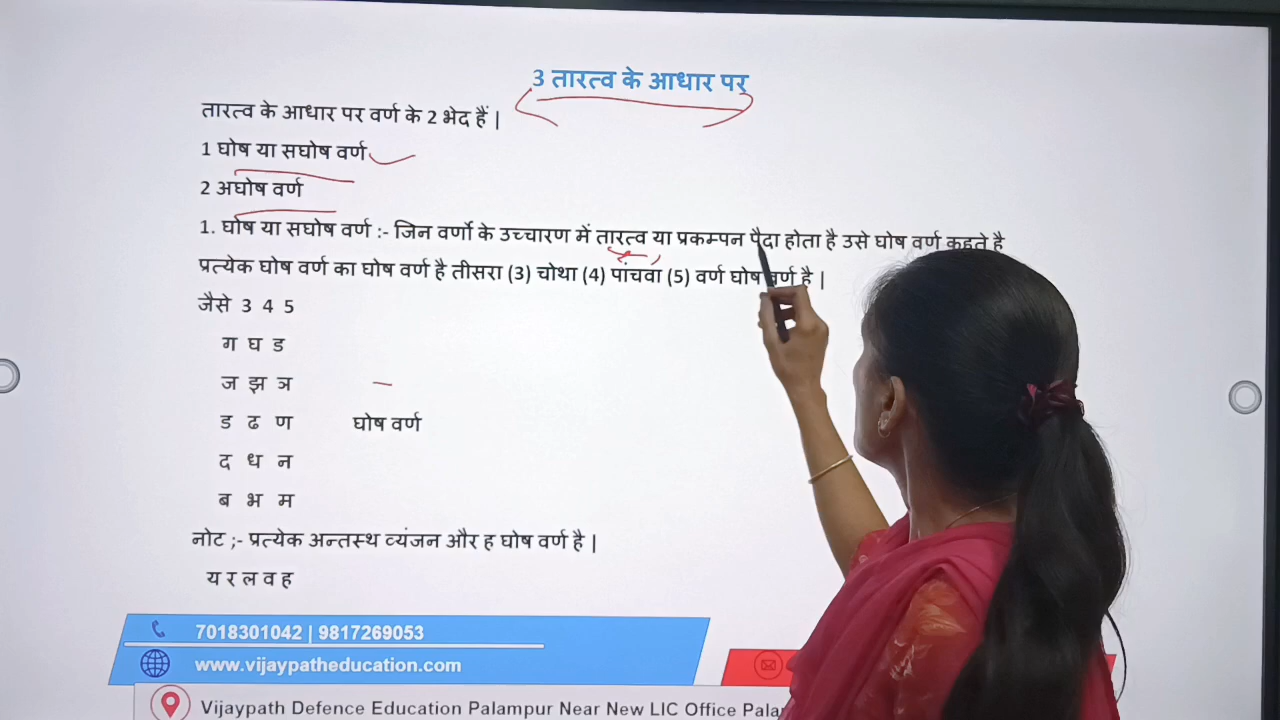 3 तारत्व के आधार पर
तारत्व के आधार पर वर्ण के 2 भेद हैं |
1 घोष या सघोष वर्ण
2 अघोष वर्ण
1. घोष या सघोष वर्ण :- जिन वर्णो के उच्चारण में तारत्व या प्रकम्पन पैदा होता है उसे घोष वर्ण कहते है
प्रत्येक घोष वर्ण का घोष वर्ण है तीसरा (3) चोथा (4) पांचवा (5) वर्ण घोष वर्ण है |
जैसे 3 4 5
ग घ ड
ज झ ञ
ड ढ ण घोष वर्ण
द ध न
ब भ म
नोट ;- प्रत्येक अन्तस्थ व्यंजन और ह घोष वर्ण है |
य र ल व ह
7018301042 | 9817269053
www.vijaypatheducation.com
Vijaypath Defence Education Palampur Near New LIC Office